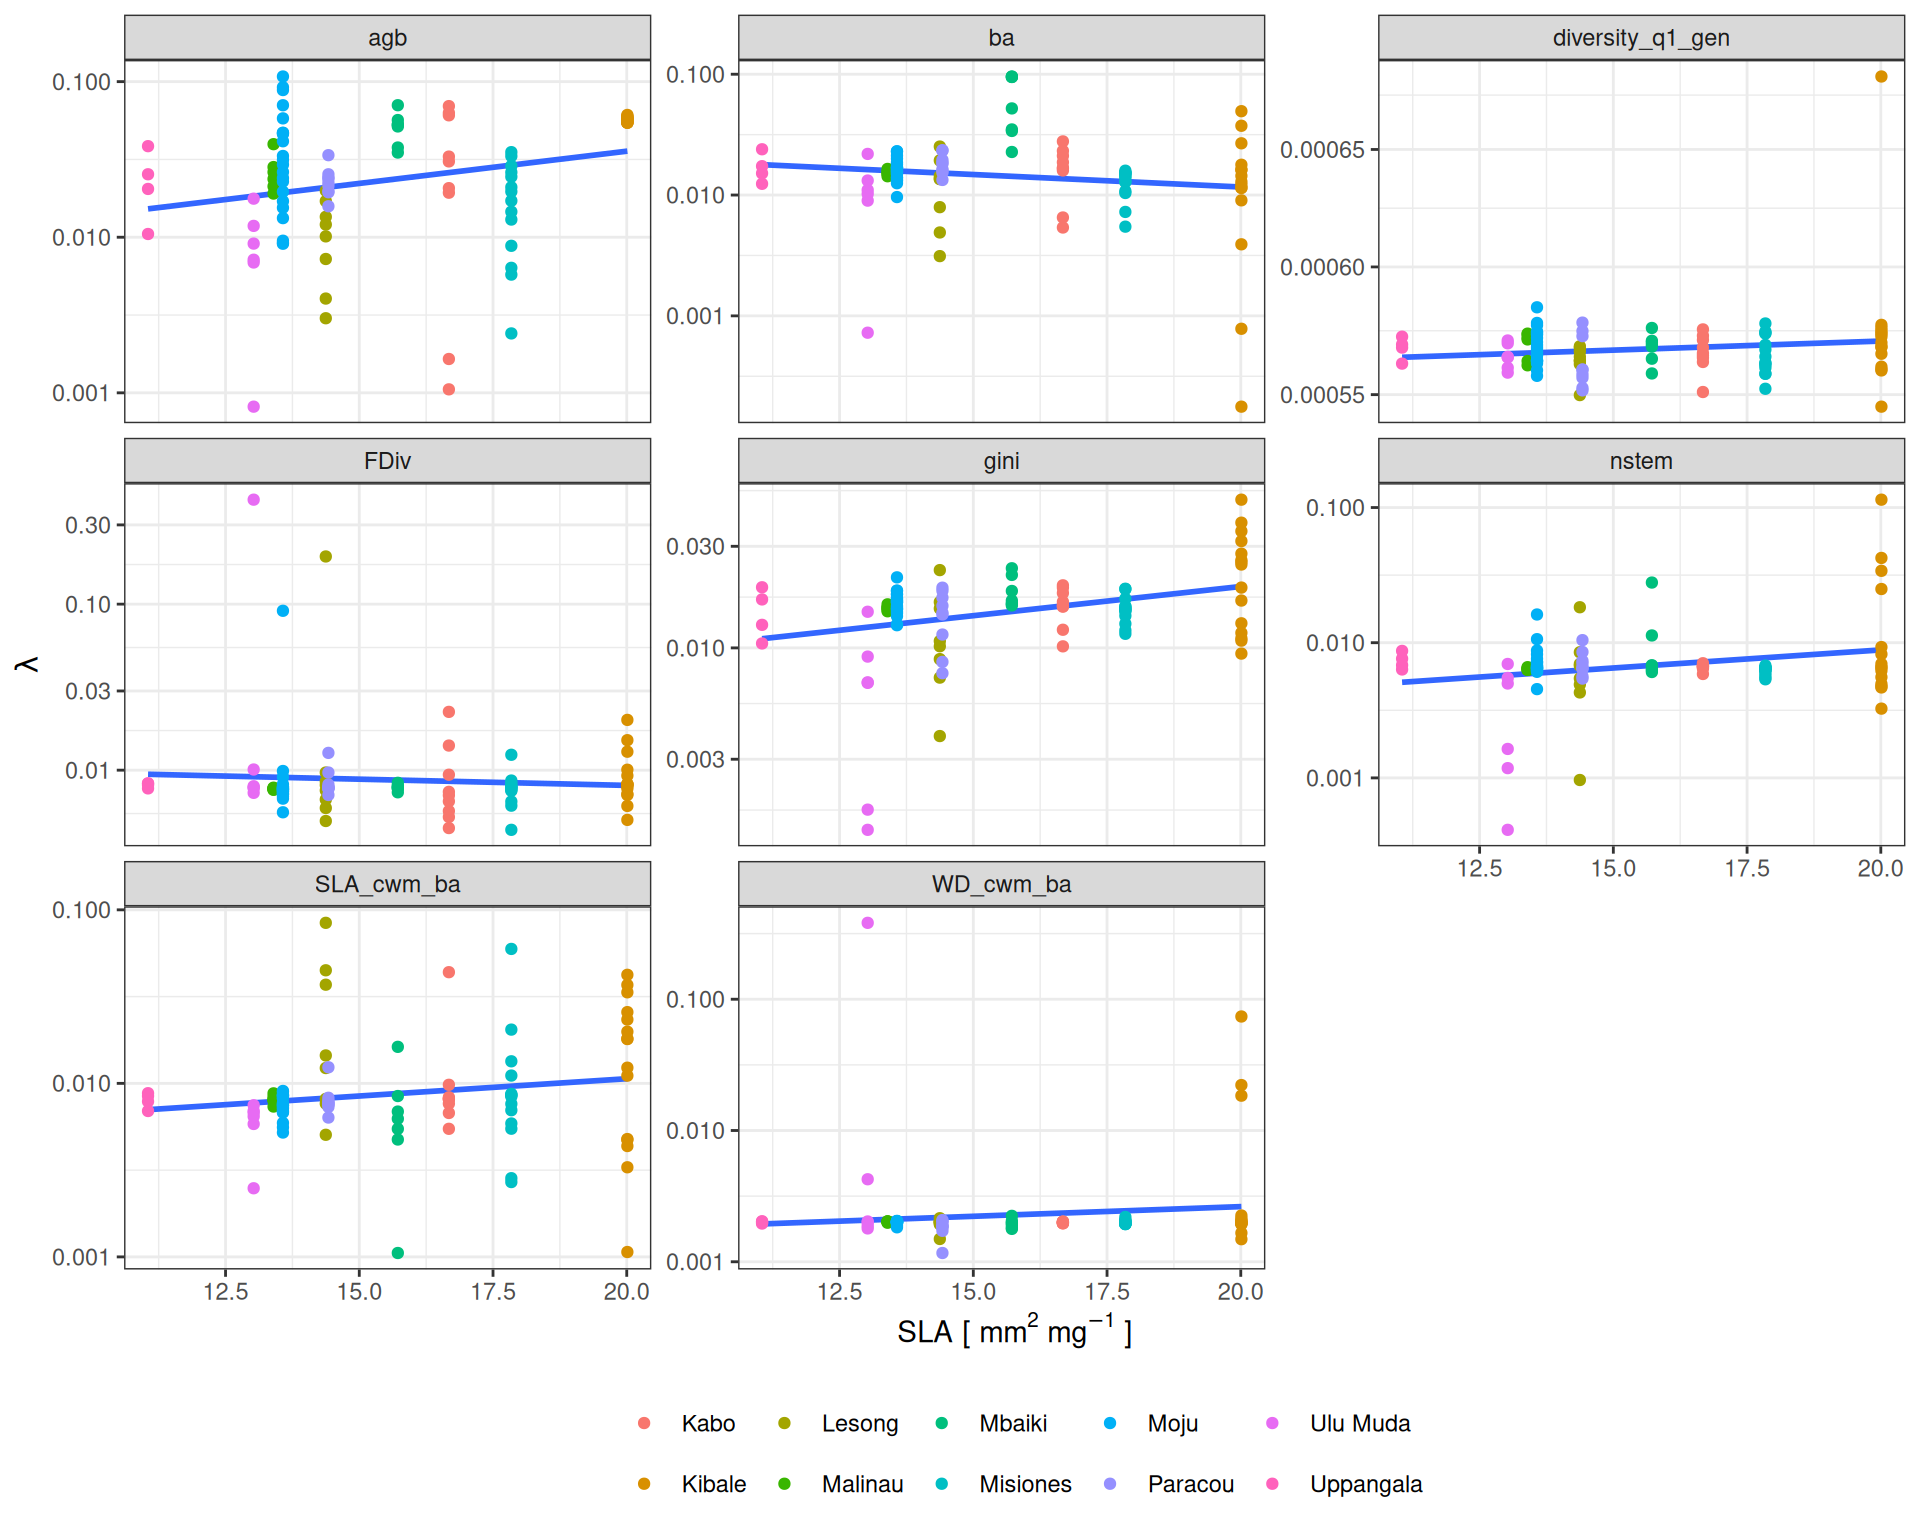 agb
ba
diversity_q1_gen
0.100
0.010
0.001
0.100
0.010
0.001
0.00065
0.00060
0.00055
FDiv
gini
nstem
0.30
0.10
0.03
0.01
0.030
0.010
0.003
0.100
0.010
0.001
12.5 15.0 17.5 20.0
λ
SLA_cwm_ba
WD_cwm_ba
0.100
0.010
0.001
0.100
0.010
0.001
12.5 15.0 17.5 20.0
12.5 15.0 17.5 20.0
SLA [ mm² mg⁻¹ ]
Kabo Lesong Mbaiki Moju Ulu Muda
Kibale Malinau Misiones Paracou Uppangala